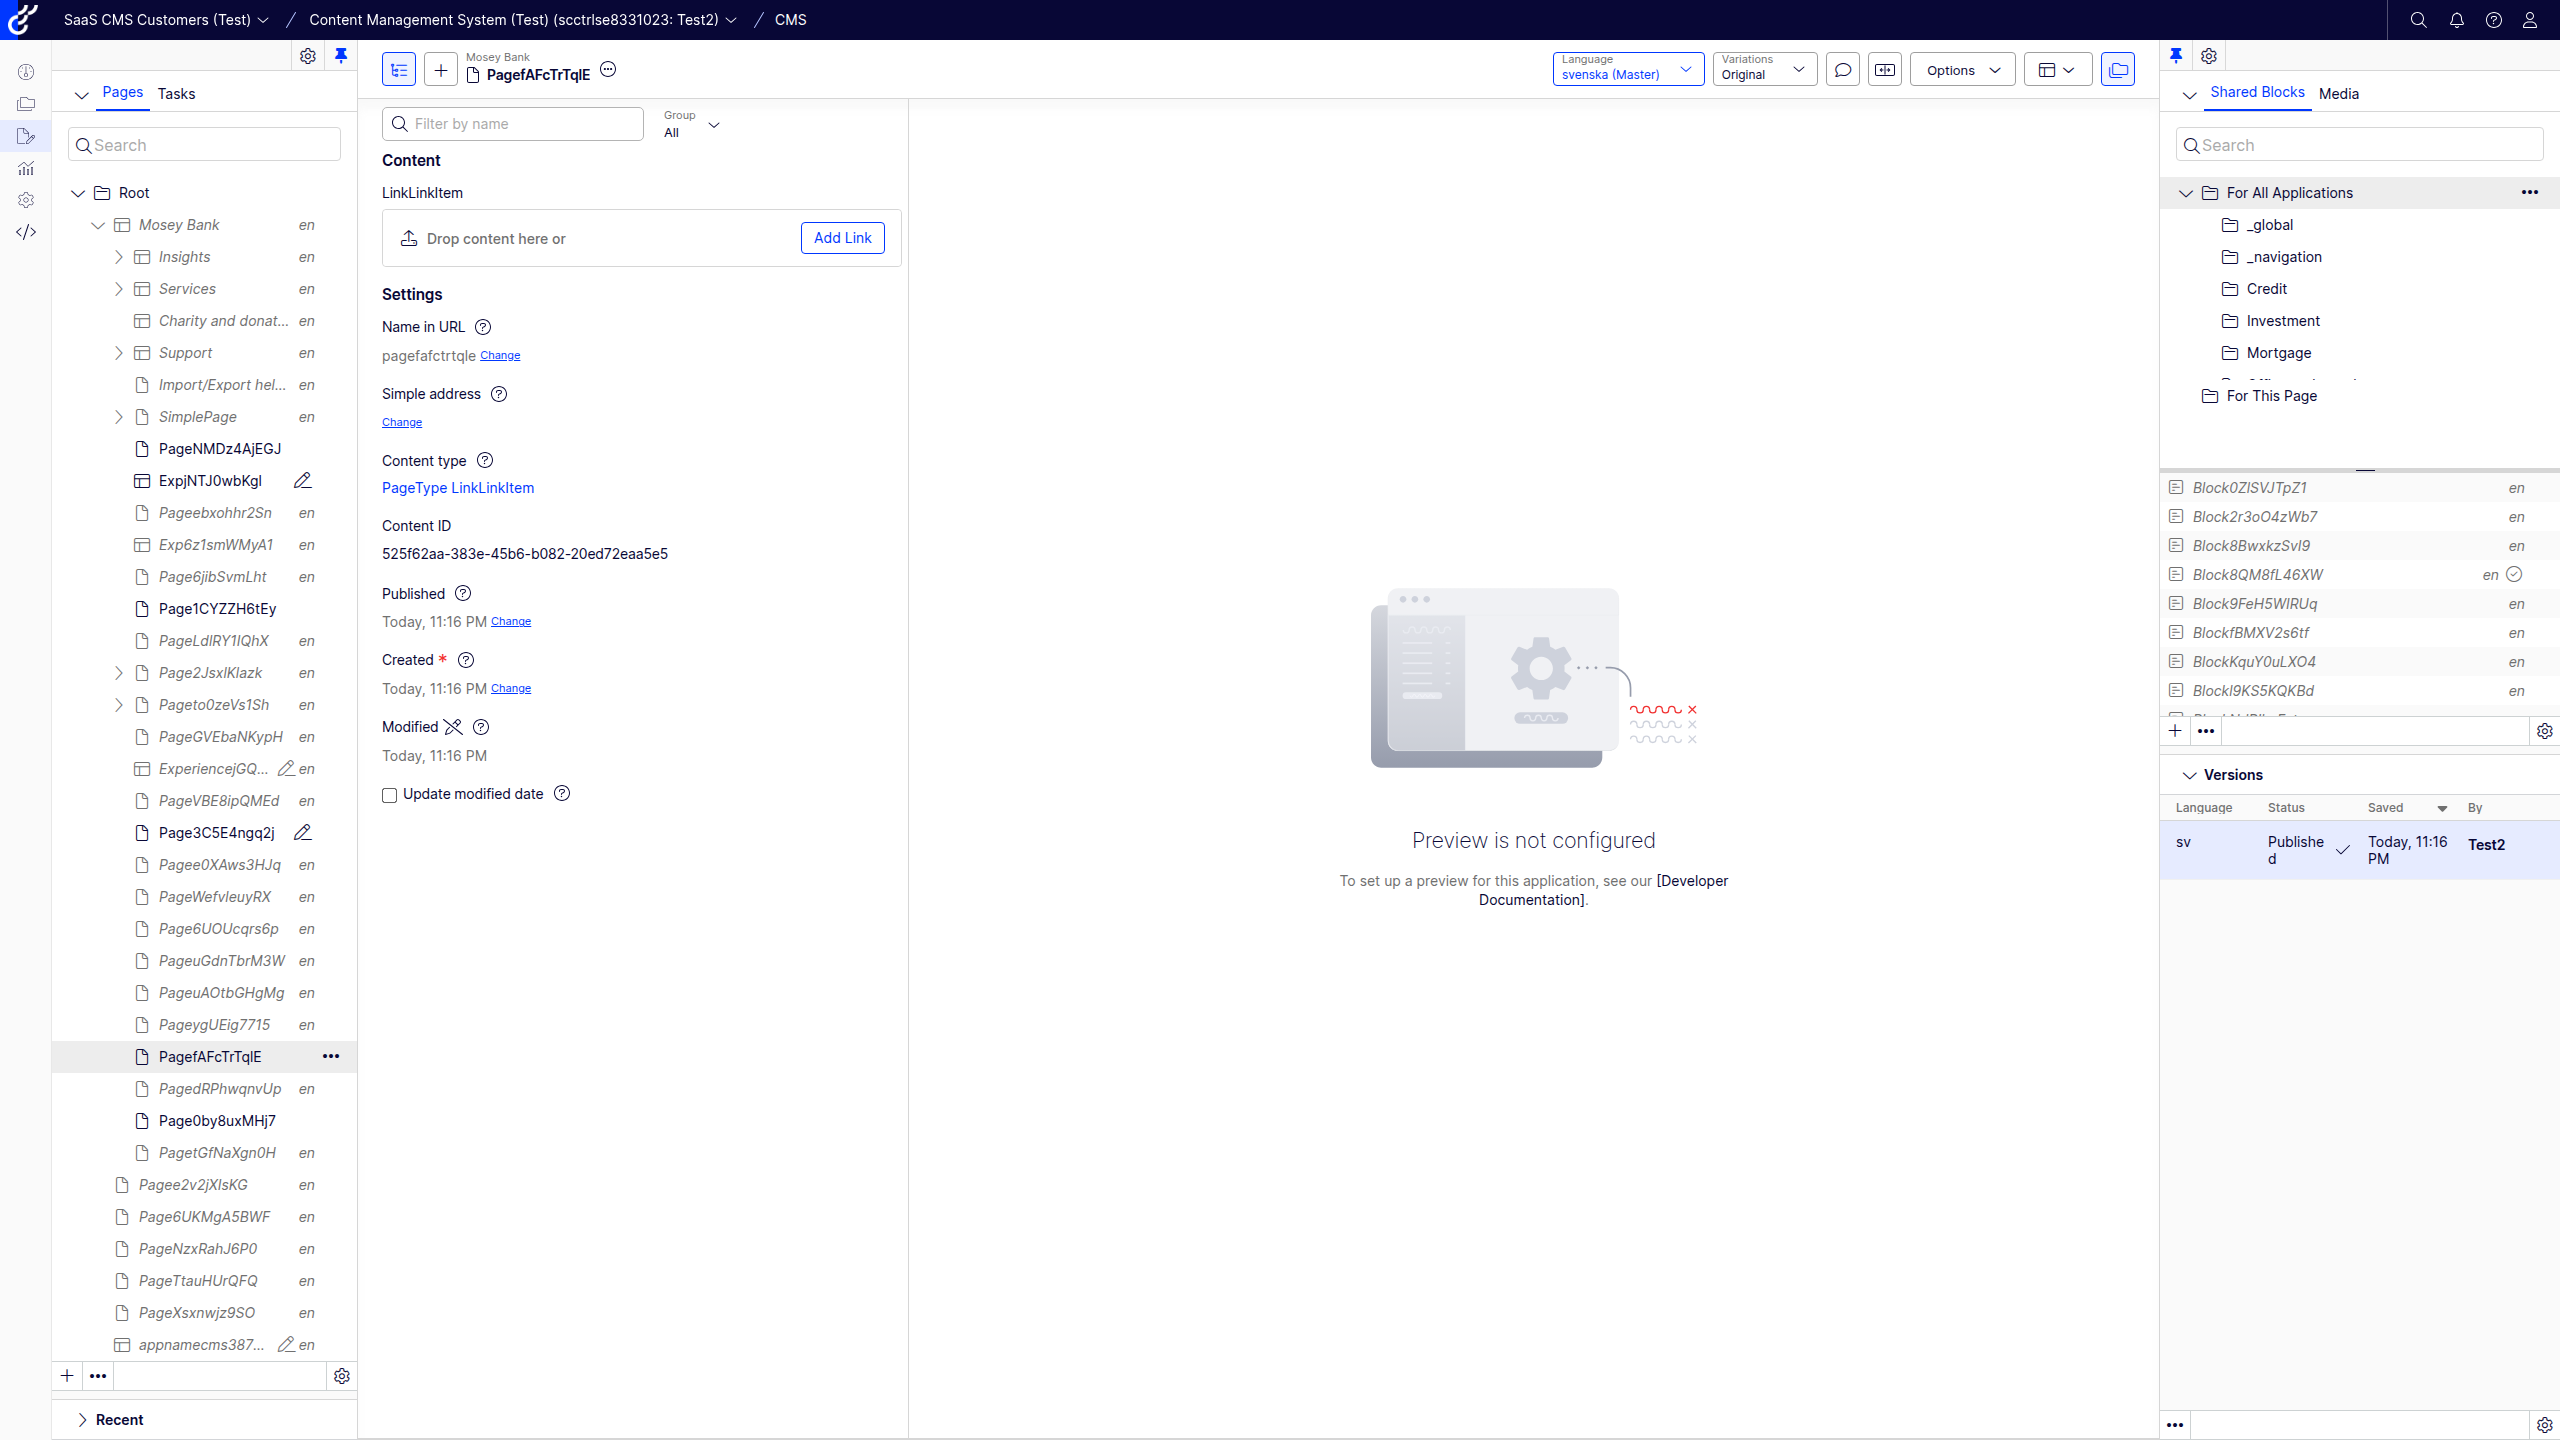 SaaS CMS Customers (Test) / Content Management System (Test) (scctrlse8331023: Test2) / CMS
Pages Tasks
Search
Root
Mosey Bank en
Insights en
Services en
Charity and donat... en
Support en
Import/Export hel... en
SimplePage en
PageNMDz4AjEGJ
ExpjNTJ0wbKgI
Pageebxohhr2Sn en
Exp6z1smWMyA1 en
Page6jibSvmLht en
Page1CYZZH6tEy
PageLdIRY1IQhX en
Page2JsxIKlazk en
Pageto0zeVs1Sh en
PageGVEbaNKypH en
ExperiencejGQ... en
PageVBE8ipQMEd en
Page3C5E4ngq2j
Pagee0XAws3HJq en
PageWefvIeuyRX en
Page6UOUcqrs6p en
PageuGdnTbrM3W en
PageuAOtbGHgMg en
PageygUEig7715 en
PagefAFcTrTqlE
PagedRPhwqnvUp en
Page0by8uxMHj7
PagetGfNaXgn0H en
Pagee2v2jXIsKG en
Page6UKMgA5BWF en
PageNzxRahJ6P0 en
PageTtauHUrQFQ en
PageXsxnwjz9SO en
appnamecms387... en
Recent
Mosey Bank
PagefAFcTrTqlE
Language
svenska (Master)
Variations
Original
Options
Filter by name
Group
All
Content
LinkLinkItem
Drop content here or
Add Link
Settings
Name in URL
pagefafctrtqle Change
Simple address
Change
Content type
PageType LinkLinkItem
Content ID
525f62aa-383e-45b6-b082-20ed72eaa5e5
Published
Today, 11:16 PM Change
Created *
Today, 11:16 PM Change
Modified
Today, 11:16 PM
Update modified date
Preview is not configured
To set up a preview for this application, see our [Developer
Documentation].
Shared Blocks Media
Search
For All Applications
_global
_navigation
Credit
Investment
Mortgage
For This Page
Block0ZlSVJTpZ1 en
Block2r3oO4zWb7 en
Block8BwxkzSvI9 en
Block8QM8fL46XW en
Block9FeH5WlRUq en
BlockfBMXV2s6tf en
BlockKquY0uLXO4 en
BlockI9KS5KQKBd en
Versions
Language Status Saved By
sv Publishe
d Today, 11:16
PM Test2